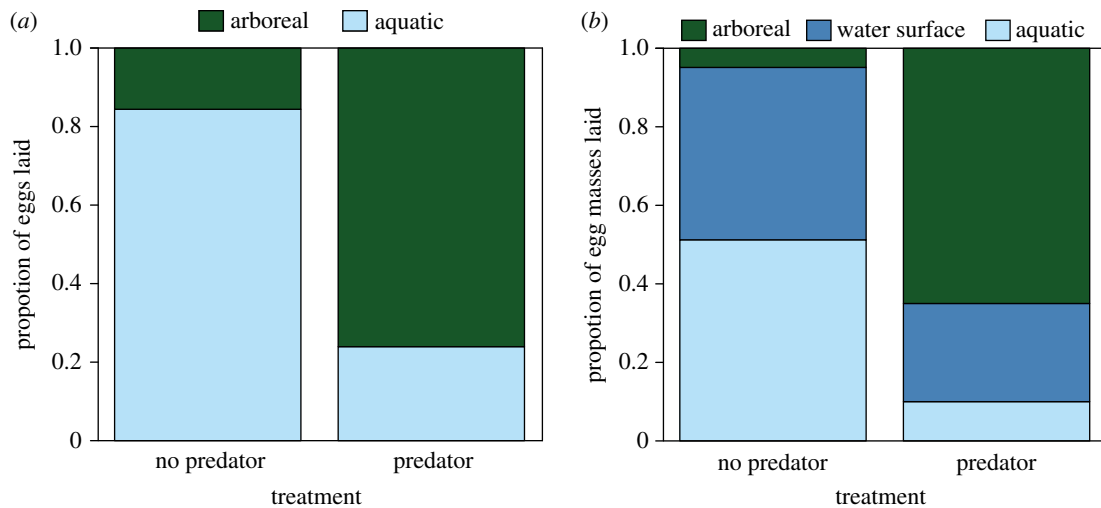 (a)
arboreal aquatic
1.0
0.8
0.6
0.4
0.2
0
propotion of eggs laid
no predator predator
treatment
(b)
arboreal water surface aquatic
1.0
0.8
0.6
0.4
0.2
0
propotion of egg masses laid
no predator predator
treatment